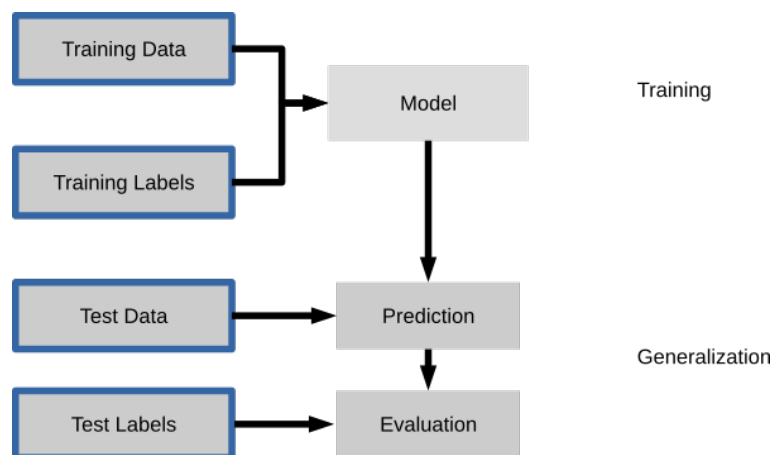 Training Data
Model
Training
Training Labels
Test Data
Prediction
Generalization
Test Labels
Evaluation